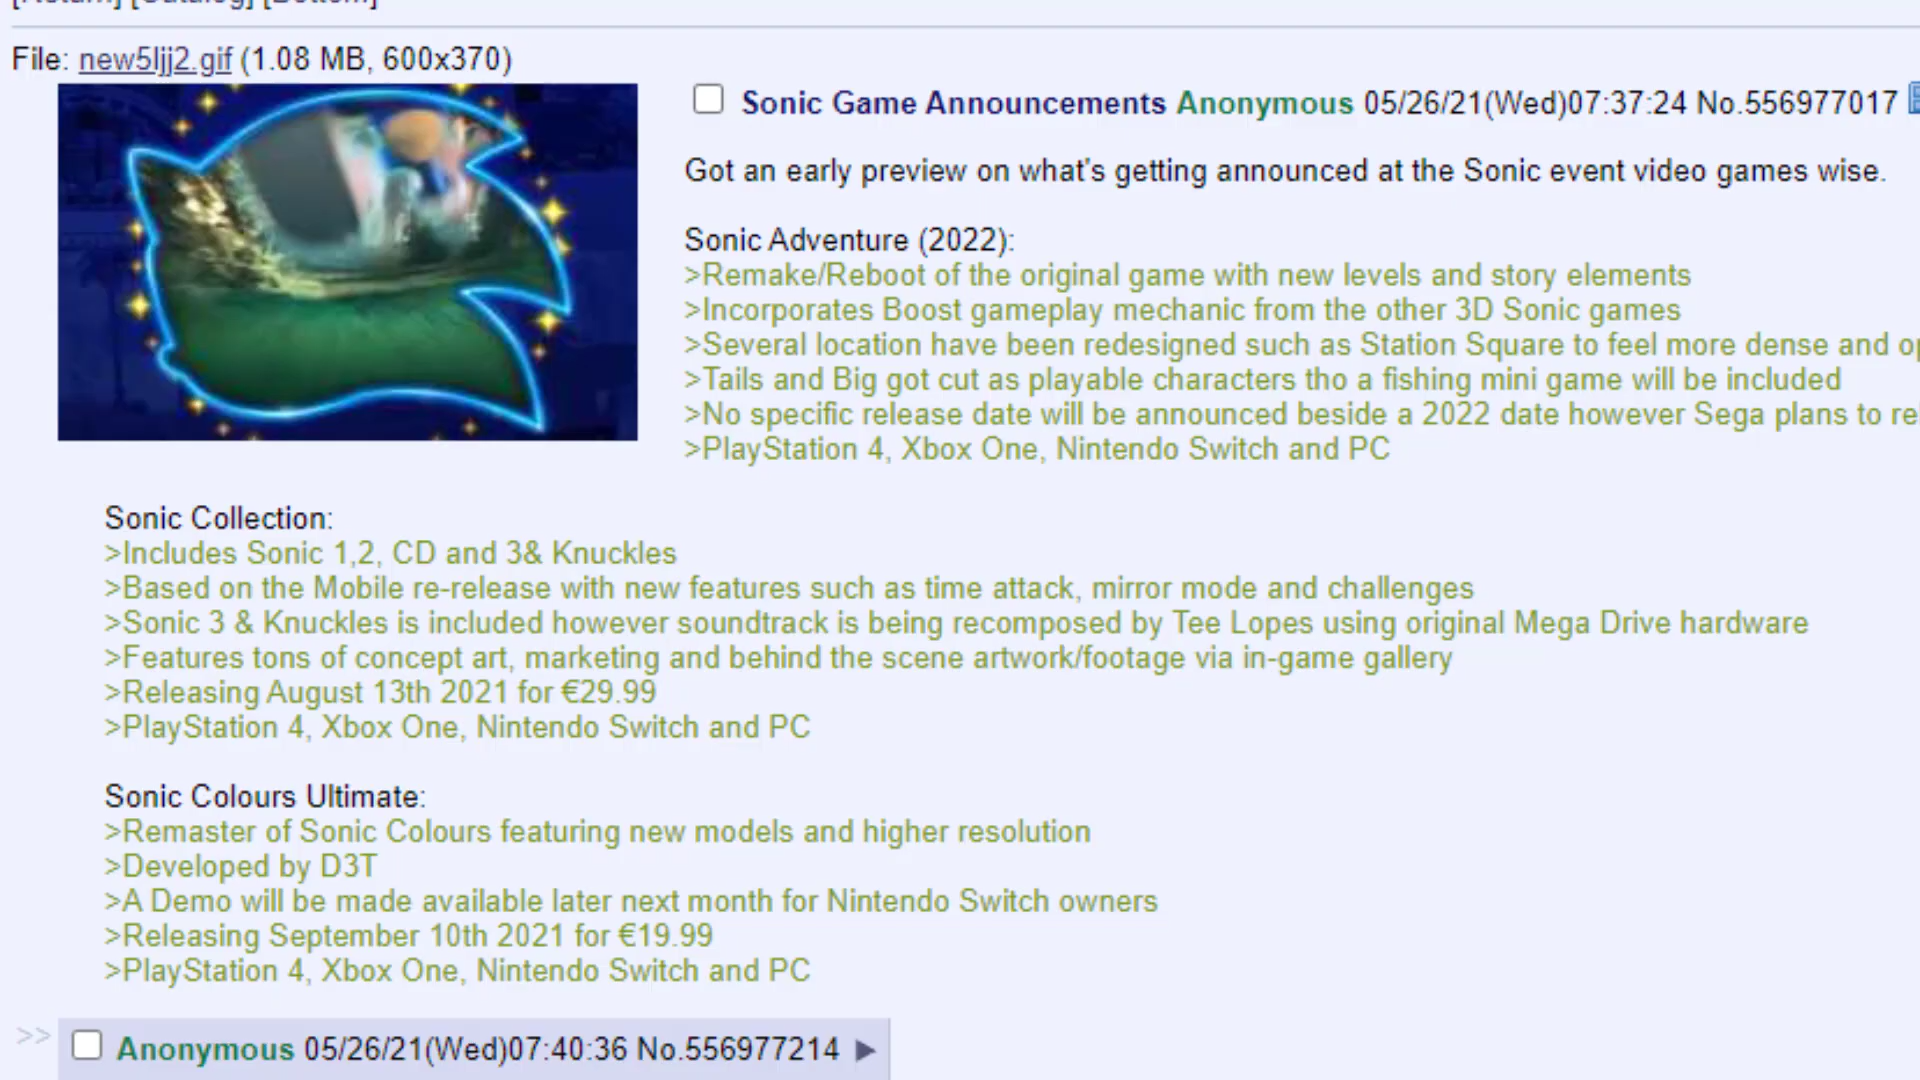 [Return] [Catalog] [Bottom]
File: new5ljj2.gif (1.08 MB, 600x370)
Sonic Game Announcements Anonymous 05/26/21(Wed)07:37:24 No.556977017
Got an early preview on what's getting announced at the Sonic event video games wise.
Sonic Adventure (2022):
>Remake/Reboot of the original game with new levels and story elements
>Incorporates Boost gameplay mechanic from the other 3D Sonic games
>Several location have been redesigned such as Station Square to feel more dense and
>Tails and Big got cut as playable characters tho a fishing mini game will be included
>No specific release date will be announced beside a 2022 date however Sega plans to
>PlayStation 4, Xbox One, Nintendo Switch and PC
Sonic Collection:
>Includes Sonic 1,2, CD and 3& Knuckles
>Based on the Mobile re-release with new features such as time attack, mirror mode and challenges
>Sonic 3 & Knuckles is included however soundtrack is being recomposed by Tee Lopes using original Mega Drive hardware
>Features tons of concept art, marketing and behind the scene artwork/footage via in-game gallery
>Releasing August 13th 2021 for €29.99
>PlayStation 4, Xbox One, Nintendo Switch and PC
Sonic Colours Ultimate:
>Remaster of Sonic Colours featuring new models and higher resolution
>Developed by D3T
>A Demo will be made available later next month for Nintendo Switch owners
>Releasing September 10th 2021 for €19.99
>PlayStation 4, Xbox One, Nintendo Switch and PC
>> Anonymous 05/26/21(Wed)07:40:36 No.556977214 ▶